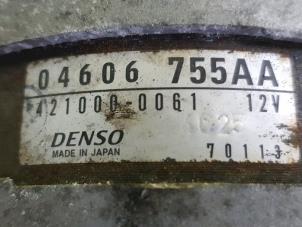 04606 755AA
421000-0061 12V
DENSO
MADE IN JAPAN 70113